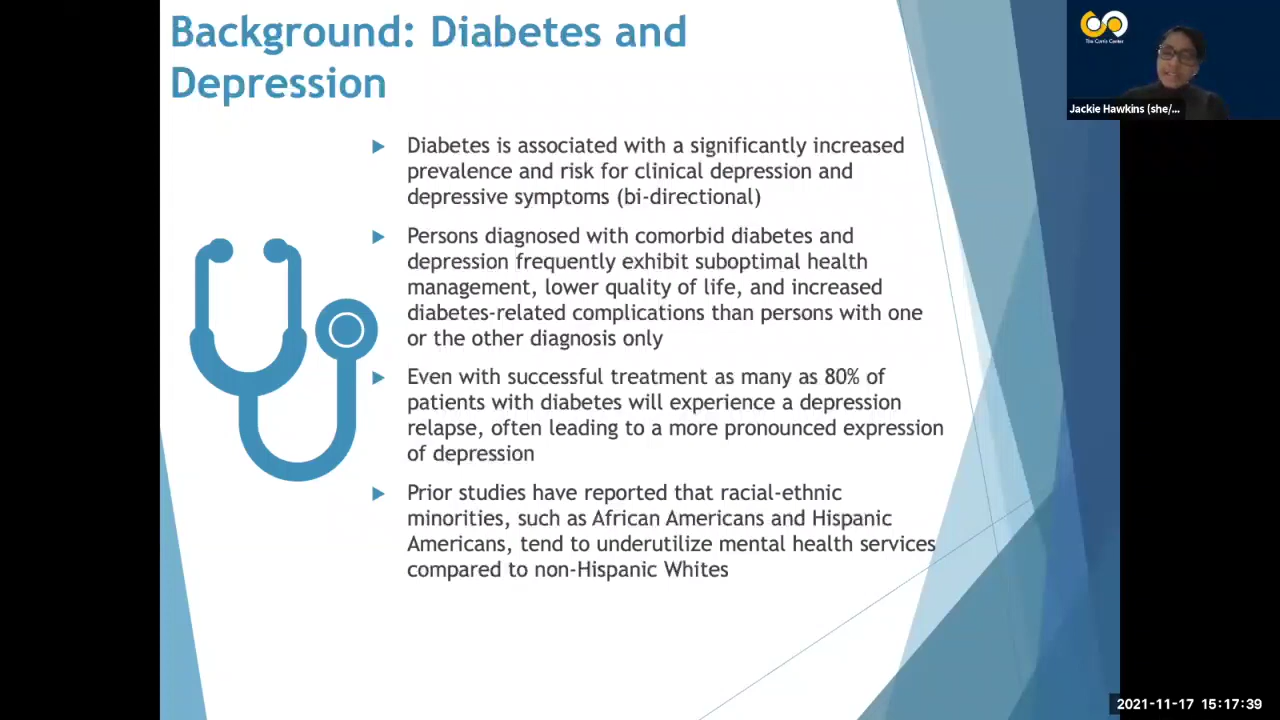 Background: Diabetes and
Depression
Diabetes is associated with a significantly increased
prevalence and risk for clinical depression and
depressive symptoms (bi-directional)
Persons diagnosed with comorbid diabetes and
depression frequently exhibit suboptimal health
management, lower quality of life, and increased
diabetes-related complications than persons with one
or the other diagnosis only
Even with successful treatment as many as 80% of
patients with diabetes will experience a depression
relapse, often leading to a more pronounced expression
of depression
Prior studies have reported that racial-ethnic
minorities, such as African Americans and Hispanic
Americans, tend to underutilize mental health services
compared to non-Hispanic Whites
The Curtis Center
Jackie Hawkins (she/...
2021-11-17 15:17:39